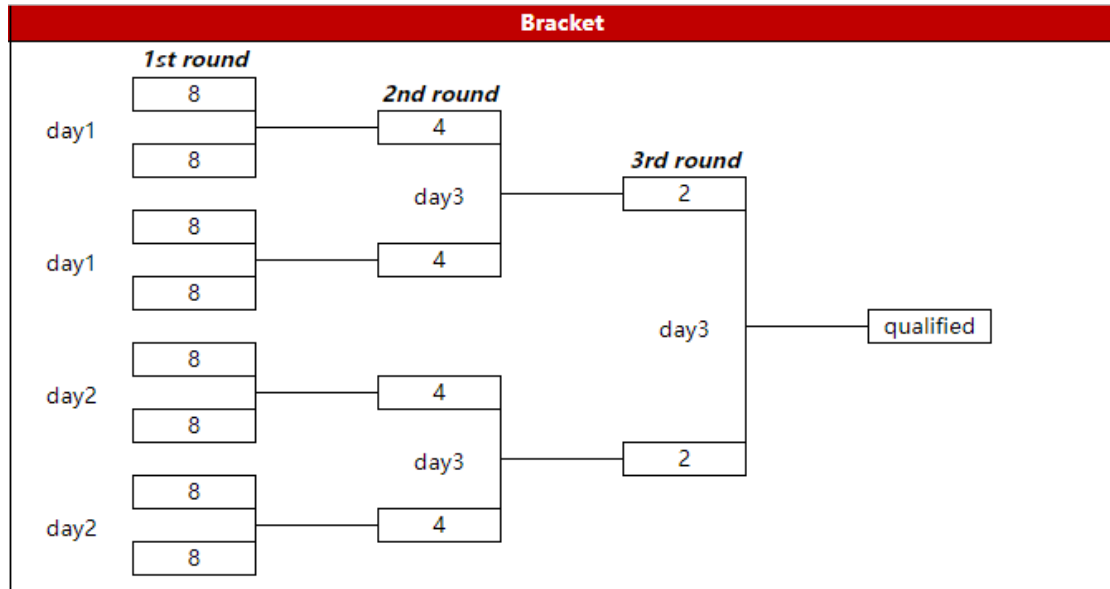 Bracket
1st round
8
2nd round
day1
4
8
3rd round
day3
2
8
day1
4
8
qualified
day3
8
day2
4
8
day3
2
8
day2
4
8